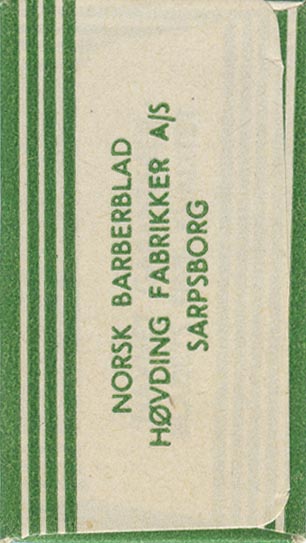 NORSK BARBERBLAD
HØVDING FABRIKKER A/S
SARPSBORG